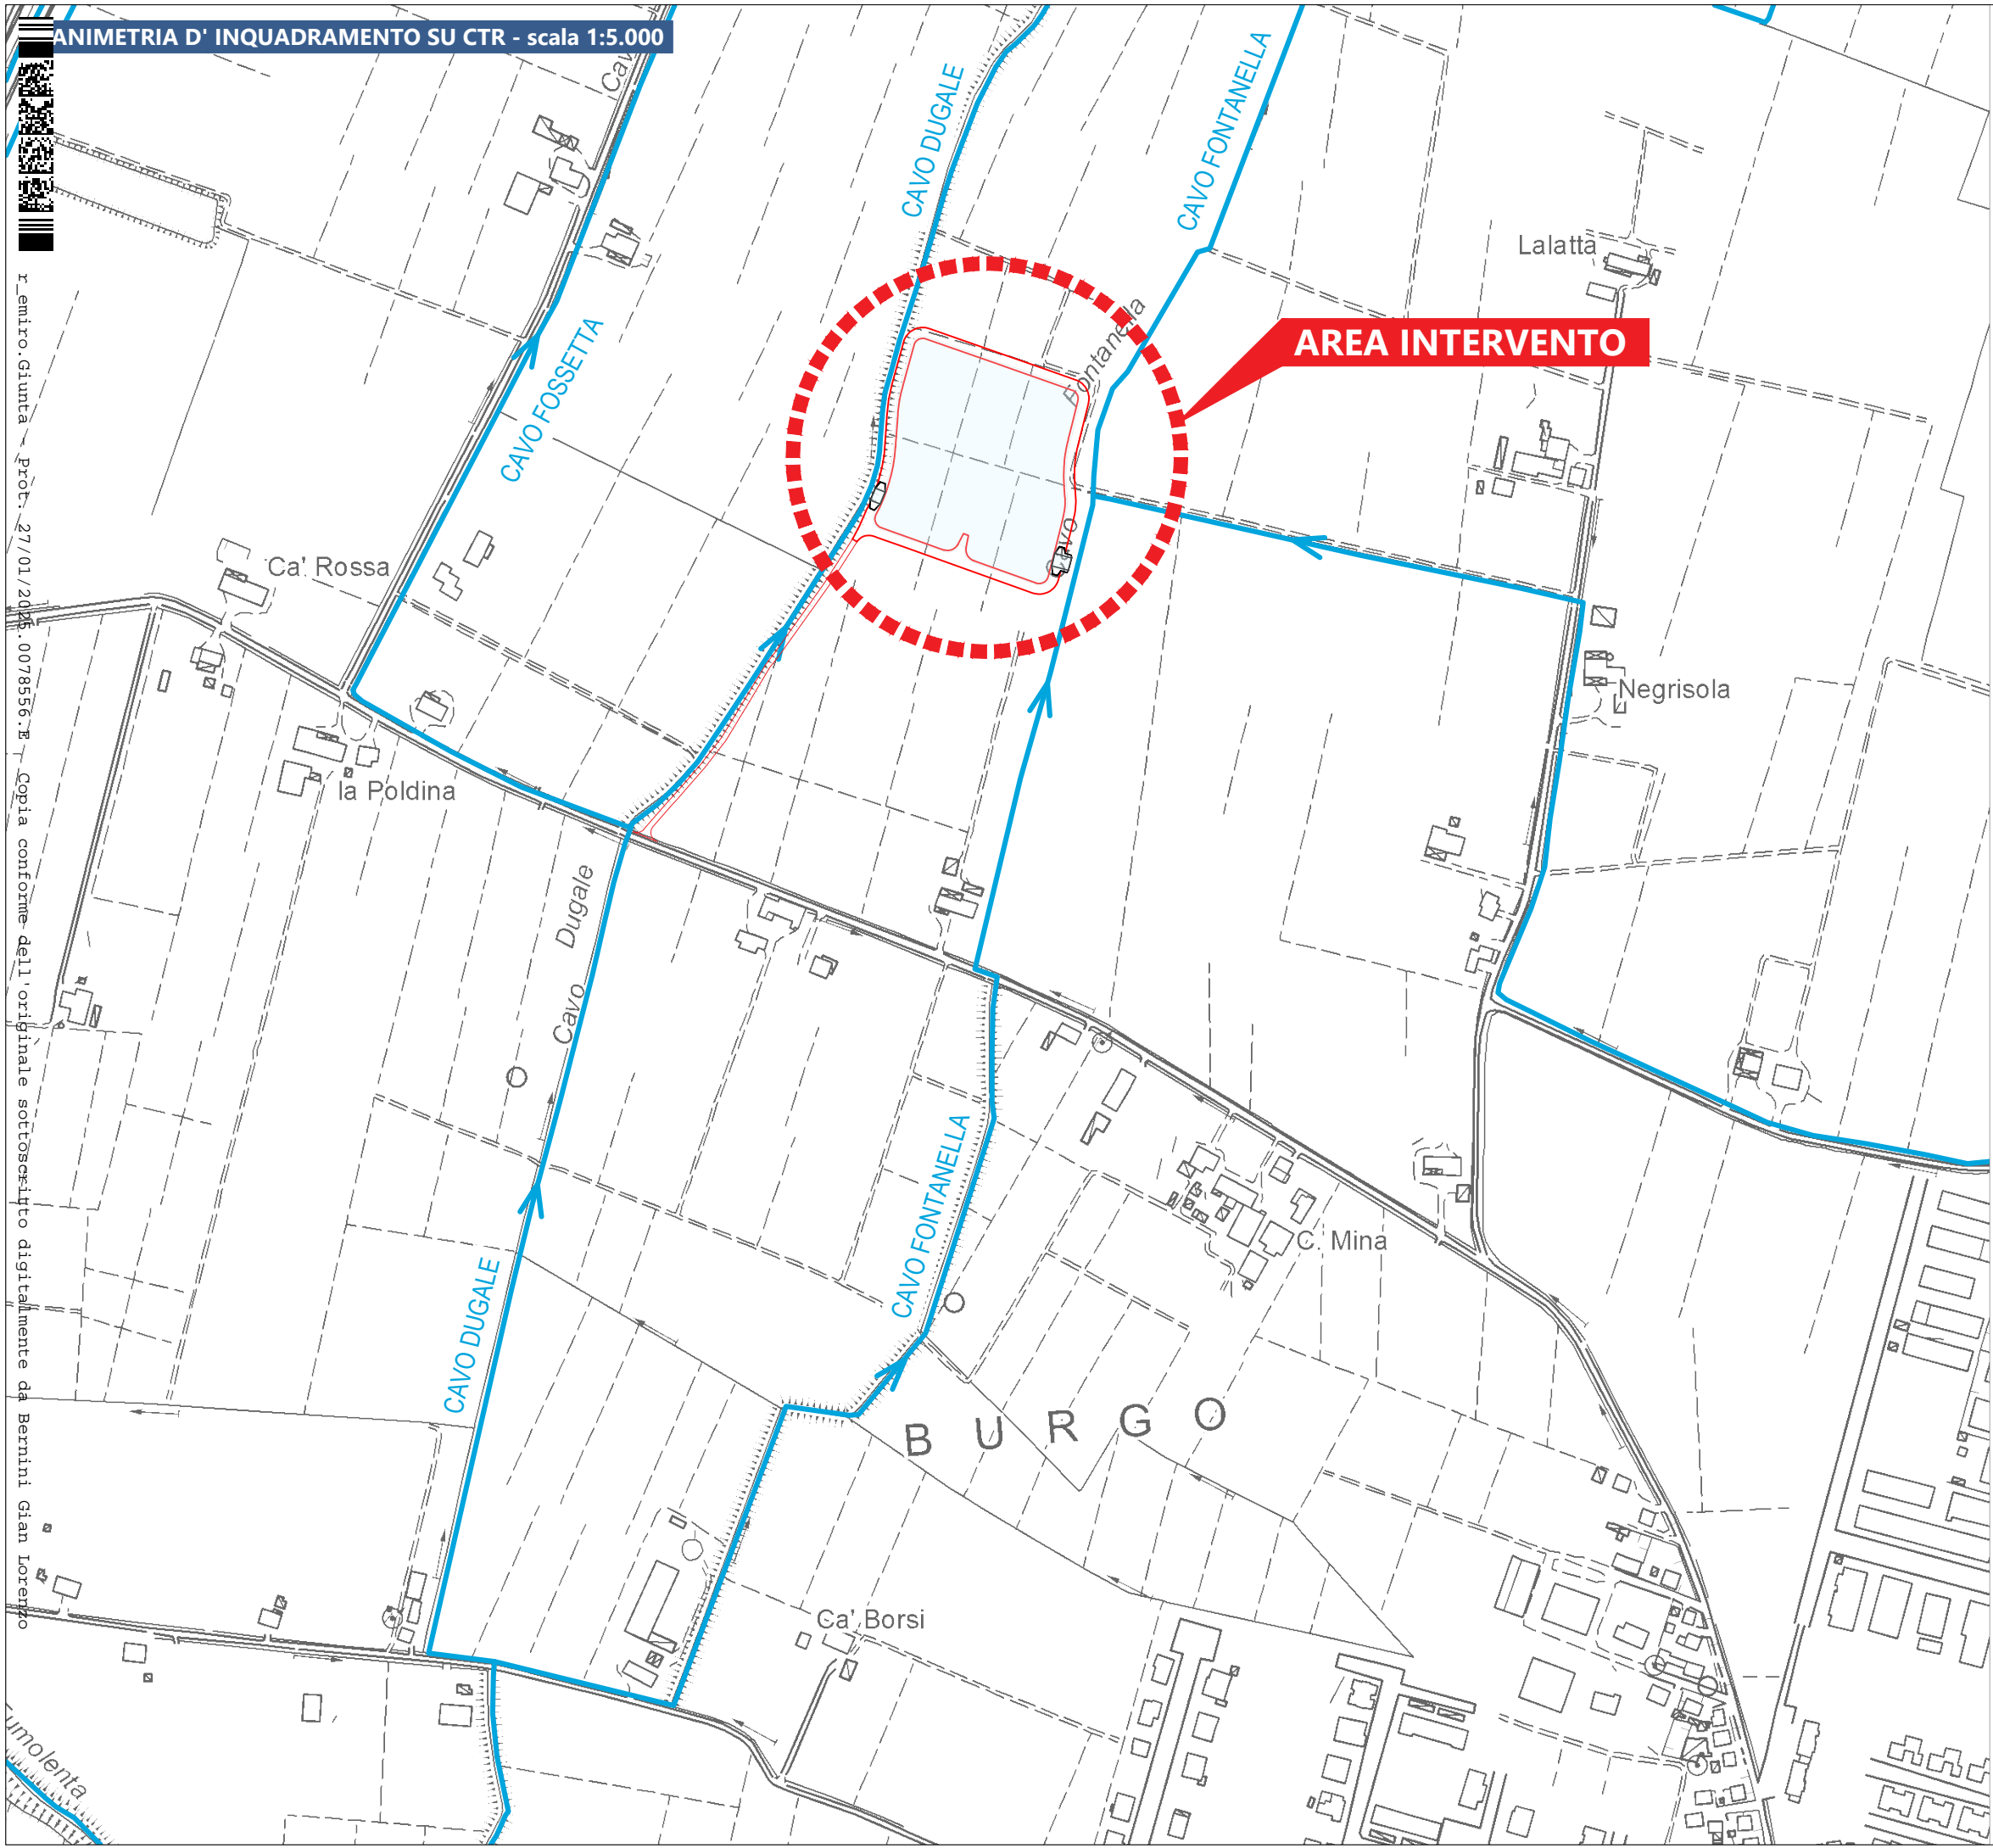 ANIMETRIA D' INQUADRAMENTO SU CTR - scala 1:5.000
r_emiro.Giunta - Prot. 27/01/2025.0078556.E Copia conforme dell'originale sottoscritto digitalmente da Bernini Gian Lorenzo
Cav
CAVO DUGALE
CAVO FONTANELLA
Lalatta
CAVO FOSSETTA
Fontanella
AREA INTERVENTO
Cavo
Ca' Rossa
Negrisola
la Poldina
Cavo Dugale
CAVO FONTANELLA
C. Mina
CAVO DUGALE
BURGO
Ca' Borsi
umolenta